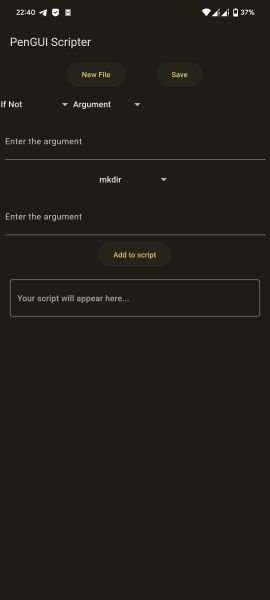 22:40
37%
PenGUI Scripter
New File Save
If Not Argument
Enter the argument
mkdir
Enter the argument
Add to script
Your script will appear here...